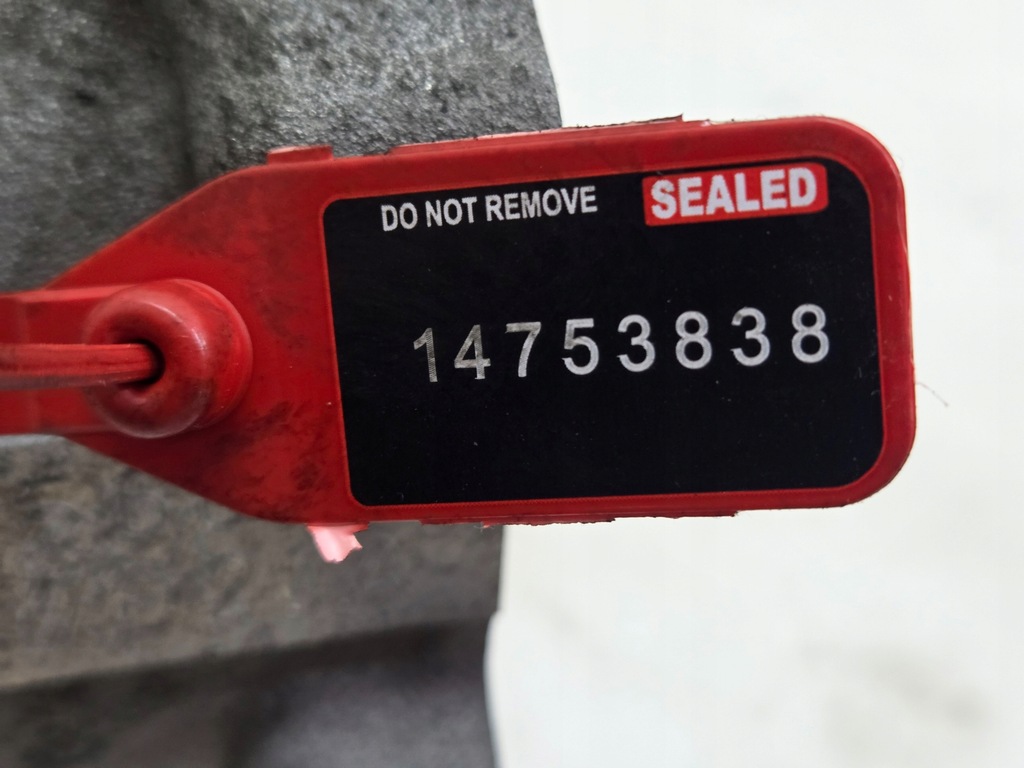 DO NOT REMOVE SEALED
14753838